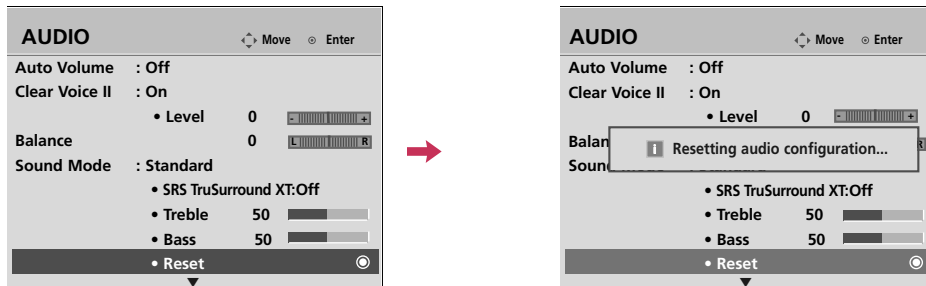 AUDIO Move Enter
Auto Volume : Off
Clear Voice II : On
• Level 0 - +
Balance 0 L R
Sound Mode : Standard
• SRS TruSurround XT:Off
• Treble 50
• Bass 50
• Reset
AUDIO Move Enter
Auto Volume : Off
Clear Voice II : On
• Level 0 - +
Balan R
i Resetting audio configuration...
• SRS TruSurround XT:Off
• Treble 50
• Bass 50
• Reset